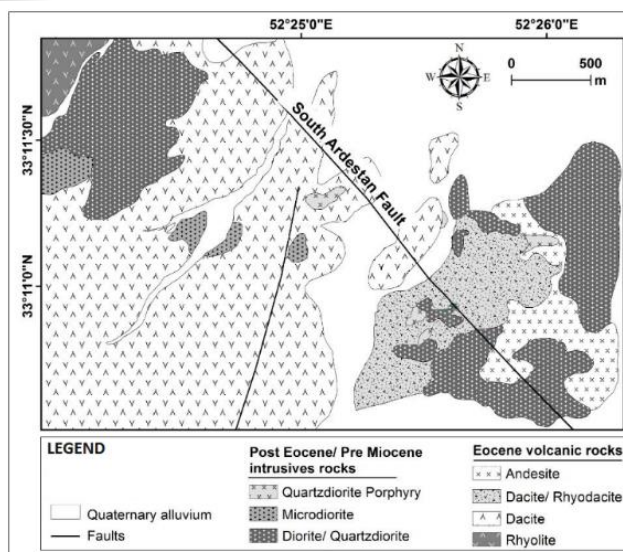 52°25'0"E
52°26'0"E
N
W
E
S
0
500
m
33°11'30"N
South Ardestan Fault
33°11'0"N
LEGEND
Quaternary alluvium
Faults
Post Eocene/ Pre Miocene
intrusives rocks
Quartzdiorite Porphyry
Microdiorite
Diorite/ Quartzdiorite
Eocene volcanic rocks
Andesite
Dacite/ Rhyodacite
Dacite
Rhyolite